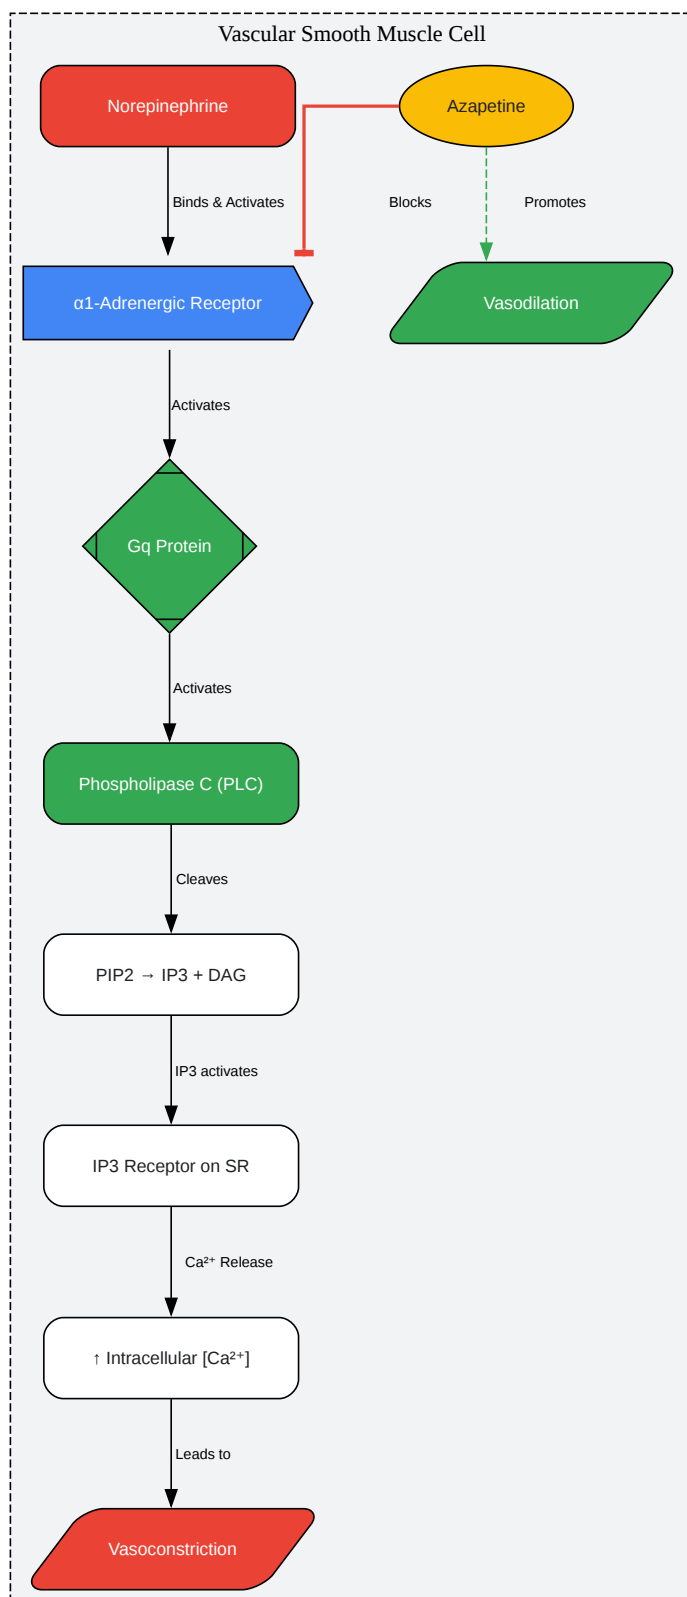 Vascular Smooth Muscle Cell
Norepinephrine
Azapetine
Binds & Activates
Blocks
Promotes
α1-Adrenergic Receptor
Vasodilation
Activates
Gq Protein
Activates
Phospholipase C (PLC)
Cleaves
PIP2 → IP3 + DAG
IP3 activates
IP3 Receptor on SR
Ca²⁺ Release
↑ Intracellular [Ca²⁺]
Leads to
Vasoconstriction